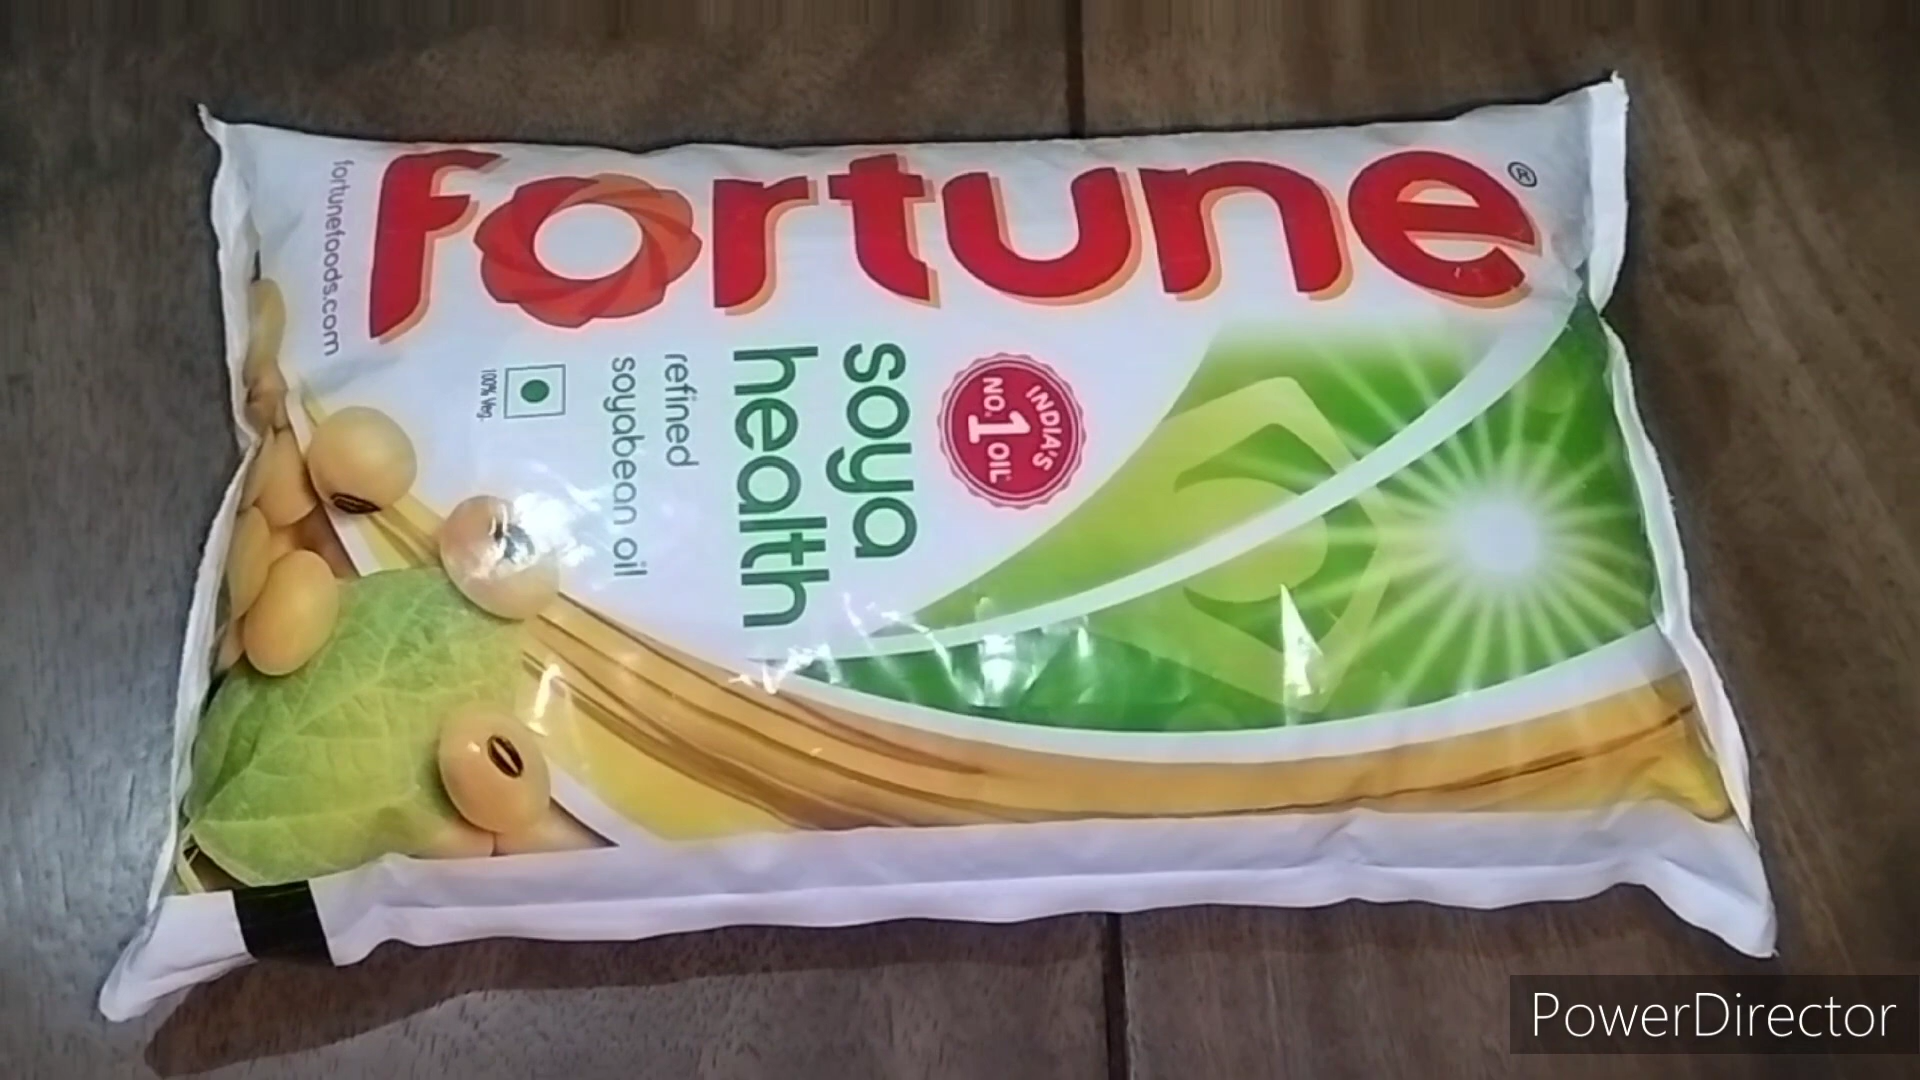 fortune®
fortunefoods.com
INDIA'S
NO. 1 OIL
soya
health
refined
soyabean oil
100% Veg.
PowerDirector